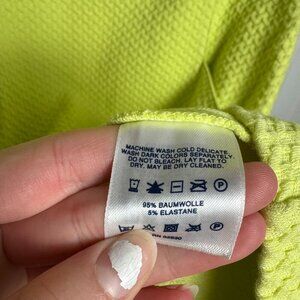 MACHINE WASH COLD DELICATE.
WASH DARK COLORS SEPARATELY.
DO NOT BLEACH. LAY FLAT TO
DRY. MAY BE DRY CLEANED.
95% BAUMWOLLE
5% ELASTANE